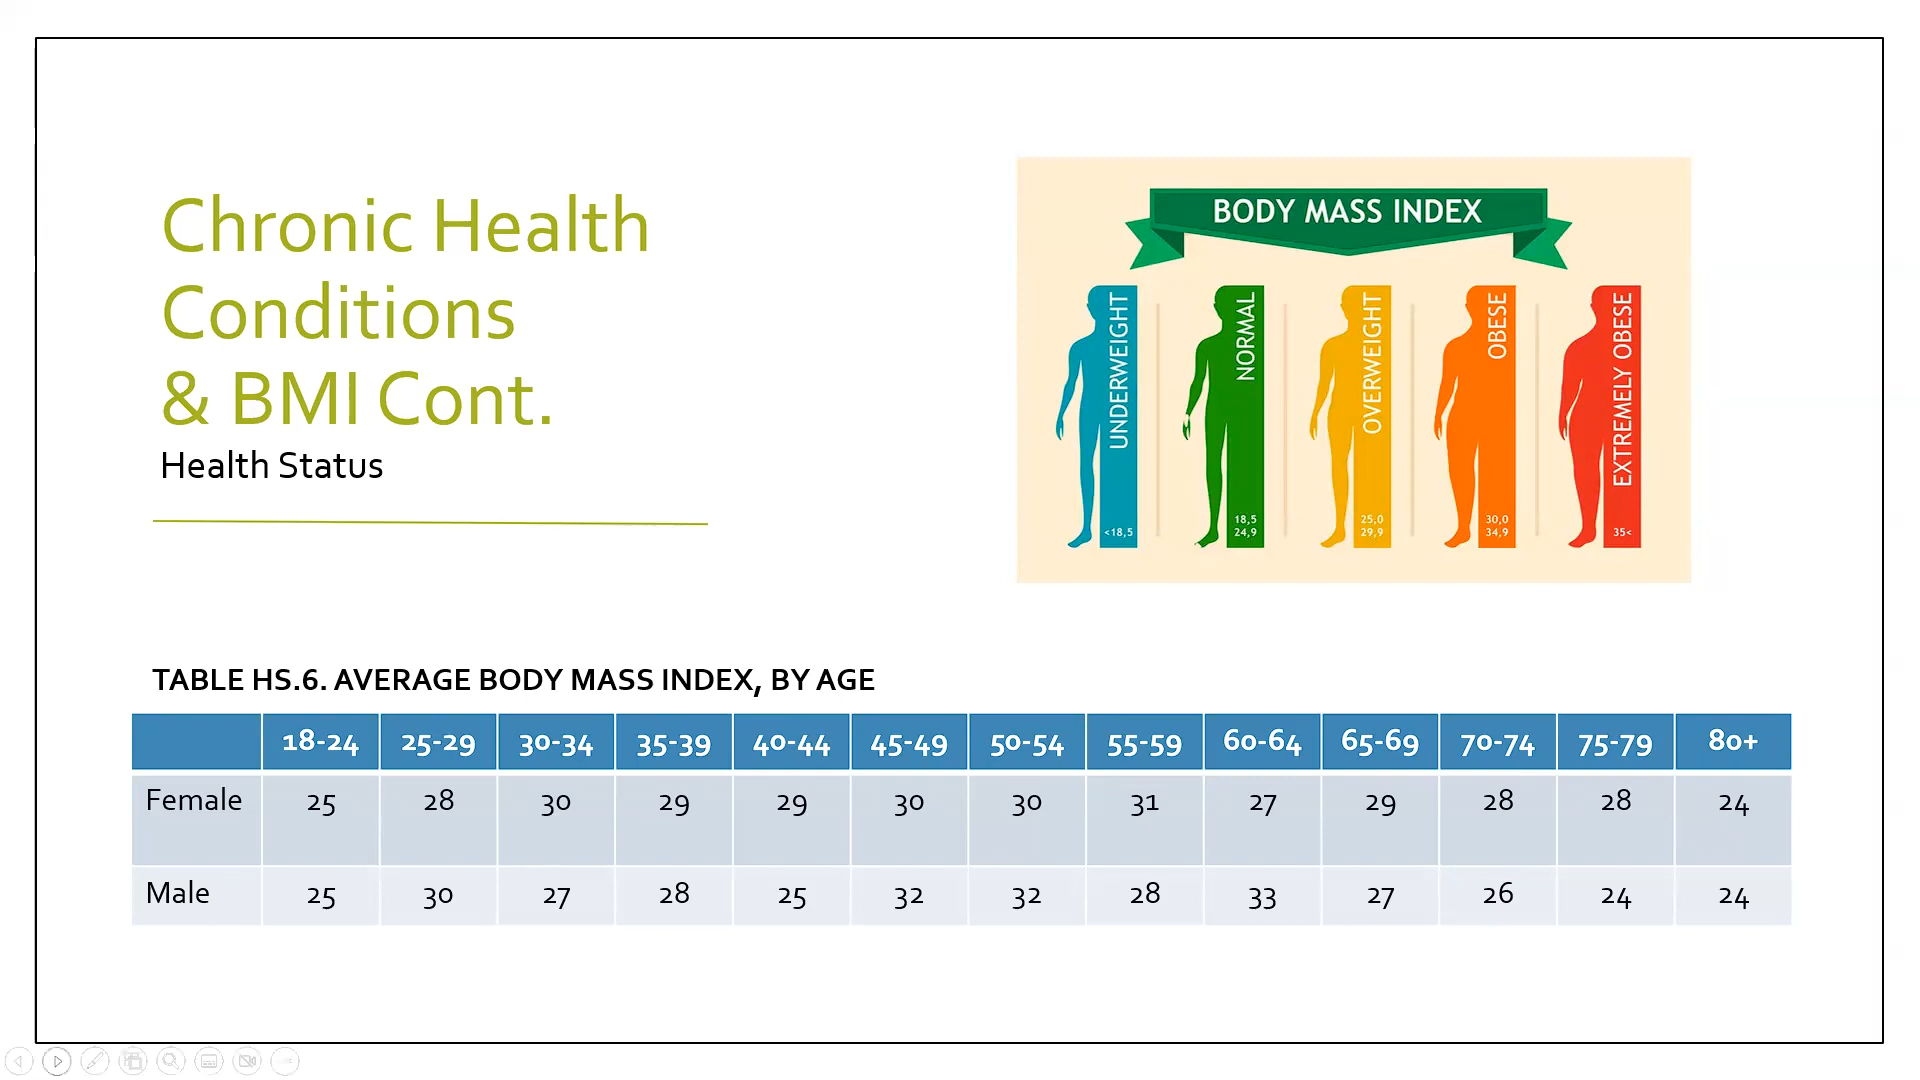 Chronic Health
Conditions
& BMI Cont.
Health Status
BODY MASS INDEX
UNDERWEIGHT
<18,5
NORMAL
18,5
24,9
OVERWEIGHT
25,0
29,9
OBESE
30,0
34,9
EXTREMELY OBESE
35<
TABLE HS.6. AVERAGE BODY MASS INDEX, BY AGE
18-24 25-29 30-34 35-39 40-44 45-49 50-54 55-59 60-64 65-69 70-74 75-79 80+
Female 25 28 30 29 29 30 30 31 27 29 28 28 24
Male 25 30 27 28 25 32 32 28 33 27 26 24 24